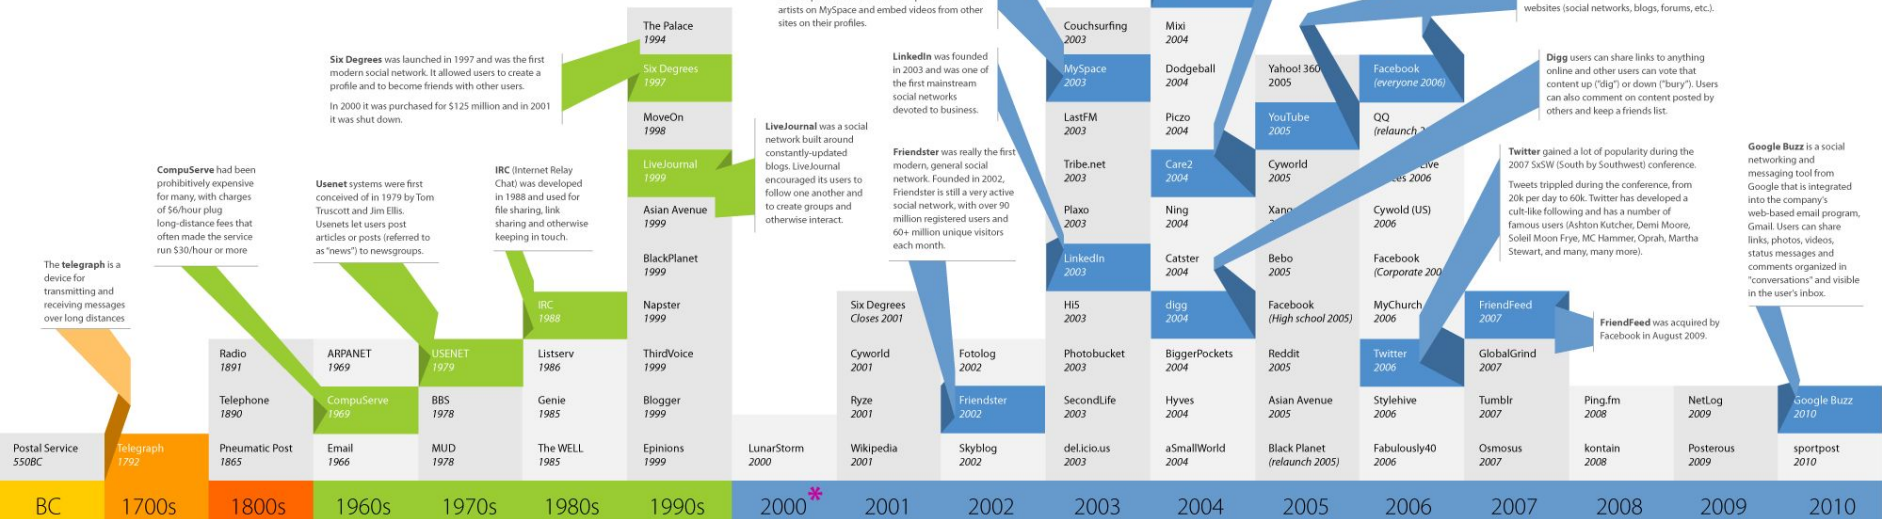 artists on MySpace and embed videos from other
sites on their profiles.
websites (social networks, blogs, forums, etc.).
Six Degrees was launched in 1997 and was the first
modern social network. It allowed users to create a
profile and to become friends with other users.
In 2000 it was purchased for $125 million and in 2001
it was shut down.
CompuServe had been
prohibitively expensive
for many, with charges
of $6/hour plug
long-distance fees that
often made the service
run $30/hour or more
Usenet systems were first
conceived of in 1979 by Tom
Truscott and Jim Ellis.
Usenets let users post
articles or posts (referred to
as "news") to newsgroups.
IRC (Internet Relay
Chat) was developed
in 1988 and used for
file sharing, link
sharing and otherwise
keeping in touch.
The telegraph is a
device for
transmitting and
receiving messages
over long distances
LiveJournal was a social
network built around
constantly-updated
blogs. LiveJournal
encouraged its users to
follow one another and
to create groups and
otherwise interact.
LinkedIn was founded
in 2003 and was one of
the first mainstream
social networks
devoted to business.
Friendster was really the first
modern, general social
network. Founded in 2002,
Friendster is still a very active
social network, with over 90
million registered users and
60+ million unique visitors
each month.
Digg users can share links to anything
online and other users can vote that
content up ("dig") or down ("bury"). Users
can also comment on content posted by
others and keep a friends list.
Twitter gained a lot of popularity during the
2007 SxSW (South by Southwest) conference.
Tweets trippled during the conference, from
20k per day to 60k. Twitter has developed a
cult-like following and has a number of
famous users (Ashton Kutcher, Demi Moore,
Soleil Moon Frye, MC Hammer, Oprah, Martha
Stewart, and many, many more).
Google Buzz is a social
networking and
messaging tool from
Google that is integrated
into the company's
web-based email program,
Gmail. Users can share
links, photos, videos,
status messages and
comments organized in
"conversations" and visible
in the user's inbox.
FriendFeed was acquired by
Facebook in August 2009.
Postal Service
550BC
BC
Telegraph
1792
1700s
Radio
1891
Telephone
1890
Pneumatic Post
1865
1800s
ARPANET
1969
CompuServe
1969
Email
1966
1960s
USENET
1979
BBS
1978
MUD
1978
1970s
IRC
1988
Listserv
1986
Genie
1985
The WELL
1985
1980s
The Palace
1994
Six Degrees
1997
MoveOn
1998
LiveJournal
1999
Asian Avenue
1999
BlackPlanet
1999
Napster
1999
ThirdVoice
1999
Blogger
1999
Epinions
1999
1990s
LunarStorm
2000
2000 *
Six Degrees
Closes 2001
Cyworld
2001
Ryze
2001
Wikipedia
2001
2001
Fotolog
2002
Friendster
2002
Skyblog
2002
2002
Couchsurfing
2003
MySpace
2003
LastFM
2003
Tribe.net
2003
Plaxo
2003
LinkedIn
2003
Hi5
2003
Photobucket
2003
SecondLife
2003
del.icio.us
2003
2003
Mixi
2004
Dodgeball
2004
Piczo
2004
Care2
2004
Ning
2004
Catster
2004
digg
2004
BiggerPockets
2004
Hyves
2004
aSmallWorld
2004
2004
Yahoo! 360
2005
YouTube
2005
Cyworld
2005
2005
Bebo
2005
Facebook
(High school 2005)
Reddit
2005
Asian Avenue
2005
Black Planet
(relaunch 2005)
2005
Facebook
(everyone 2006)
QQ
(relaunch
2006
Cywold (US)
2006
Facebook
(Corporate 200
MyChurch
2006
Twitter
2006
Stylehive
2006
Fabulously40
2006
2006
FriendFeed
2007
GlobalGrind
2007
Tumblr
2007
Osmosus
2007
2007
Ping.fm
2008
kontain
2008
2008
NetLog
2009
Posterous
2009
2009
Google Buzz
2010
sportpost
2010
2010